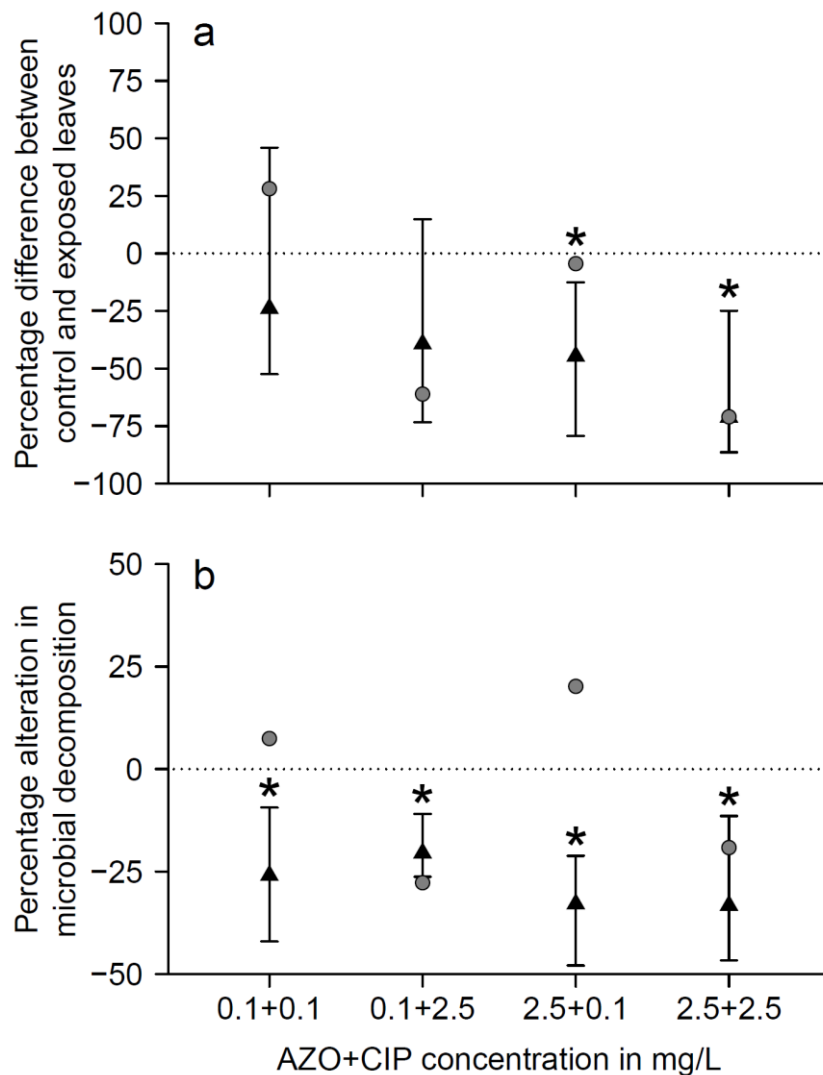 a
Percentage difference between
control and exposed leaves
100
75
50
25
0
−25
−50
−75
−100
*
*
b
Percentage alteration in
microbial decomposition
50
25
0
−25
−50
*
*
*
*
0.1+0.1 0.1+2.5 2.5+0.1 2.5+2.5
AZO+CIP concentration in mg/L